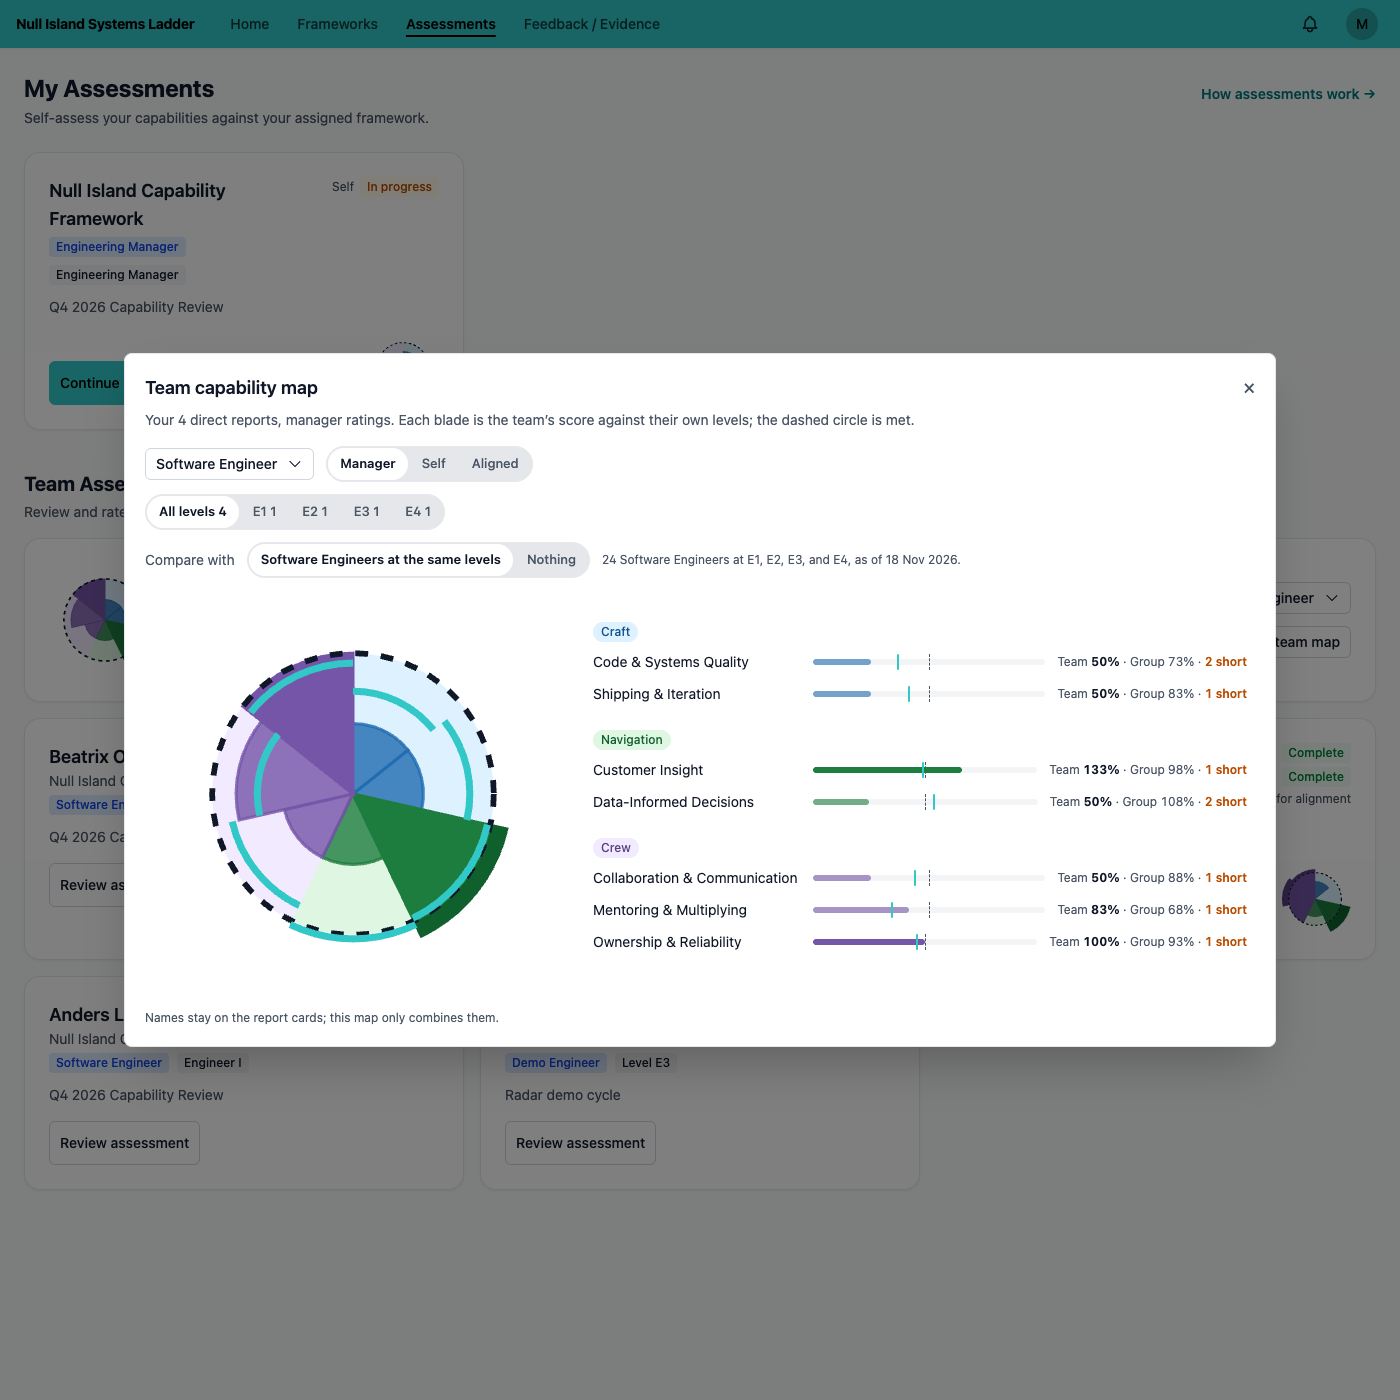 Null Island Systems Ladder
Home
Frameworks
Assessments
Feedback / Evidence
M
My Assessments
How assessments work →
Self-assess your capabilities against your assigned framework.
Null Island Capability
Framework
Self
In progress
Engineering Manager
Engineering Manager
Q4 2026 Capability Review
Continue
Team capability map
Your 4 direct reports, manager ratings. Each blade is the team’s score against their own levels; the dashed circle is met.
Software Engineer
Manager
Self
Aligned
All levels 4
E1 1
E2 1
E3 1
E4 1
Compare with
Software Engineers at the same levels
Nothing
24 Software Engineers at E1, E2, E3, and E4, as of 18 Nov 2026.
Craft
Code & Systems Quality
Team 50% · Group 73% · 2 short
Shipping & Iteration
Team 50% · Group 83% · 1 short
Navigation
Customer Insight
Team 133% · Group 98% · 1 short
Data-Informed Decisions
Team 50% · Group 108% · 2 short
Crew
Collaboration & Communication
Team 50% · Group 88% · 1 short
Mentoring & Multiplying
Team 83% · Group 68% · 1 short
Ownership & Reliability
Team 100% · Group 93% · 1 short
Names stay on the report cards; this map only combines them.
Team Asse
Review and rate
gineer
team map
Beatrix O
Null Island C
Software En
Review as
Complete
Complete
for alignment
Anders L
Null Island C
Software Engineer
Engineer I
Q4 2026 Capability Review
Review assessment
Demo Engineer
Level E3
Radar demo cycle
Review assessment